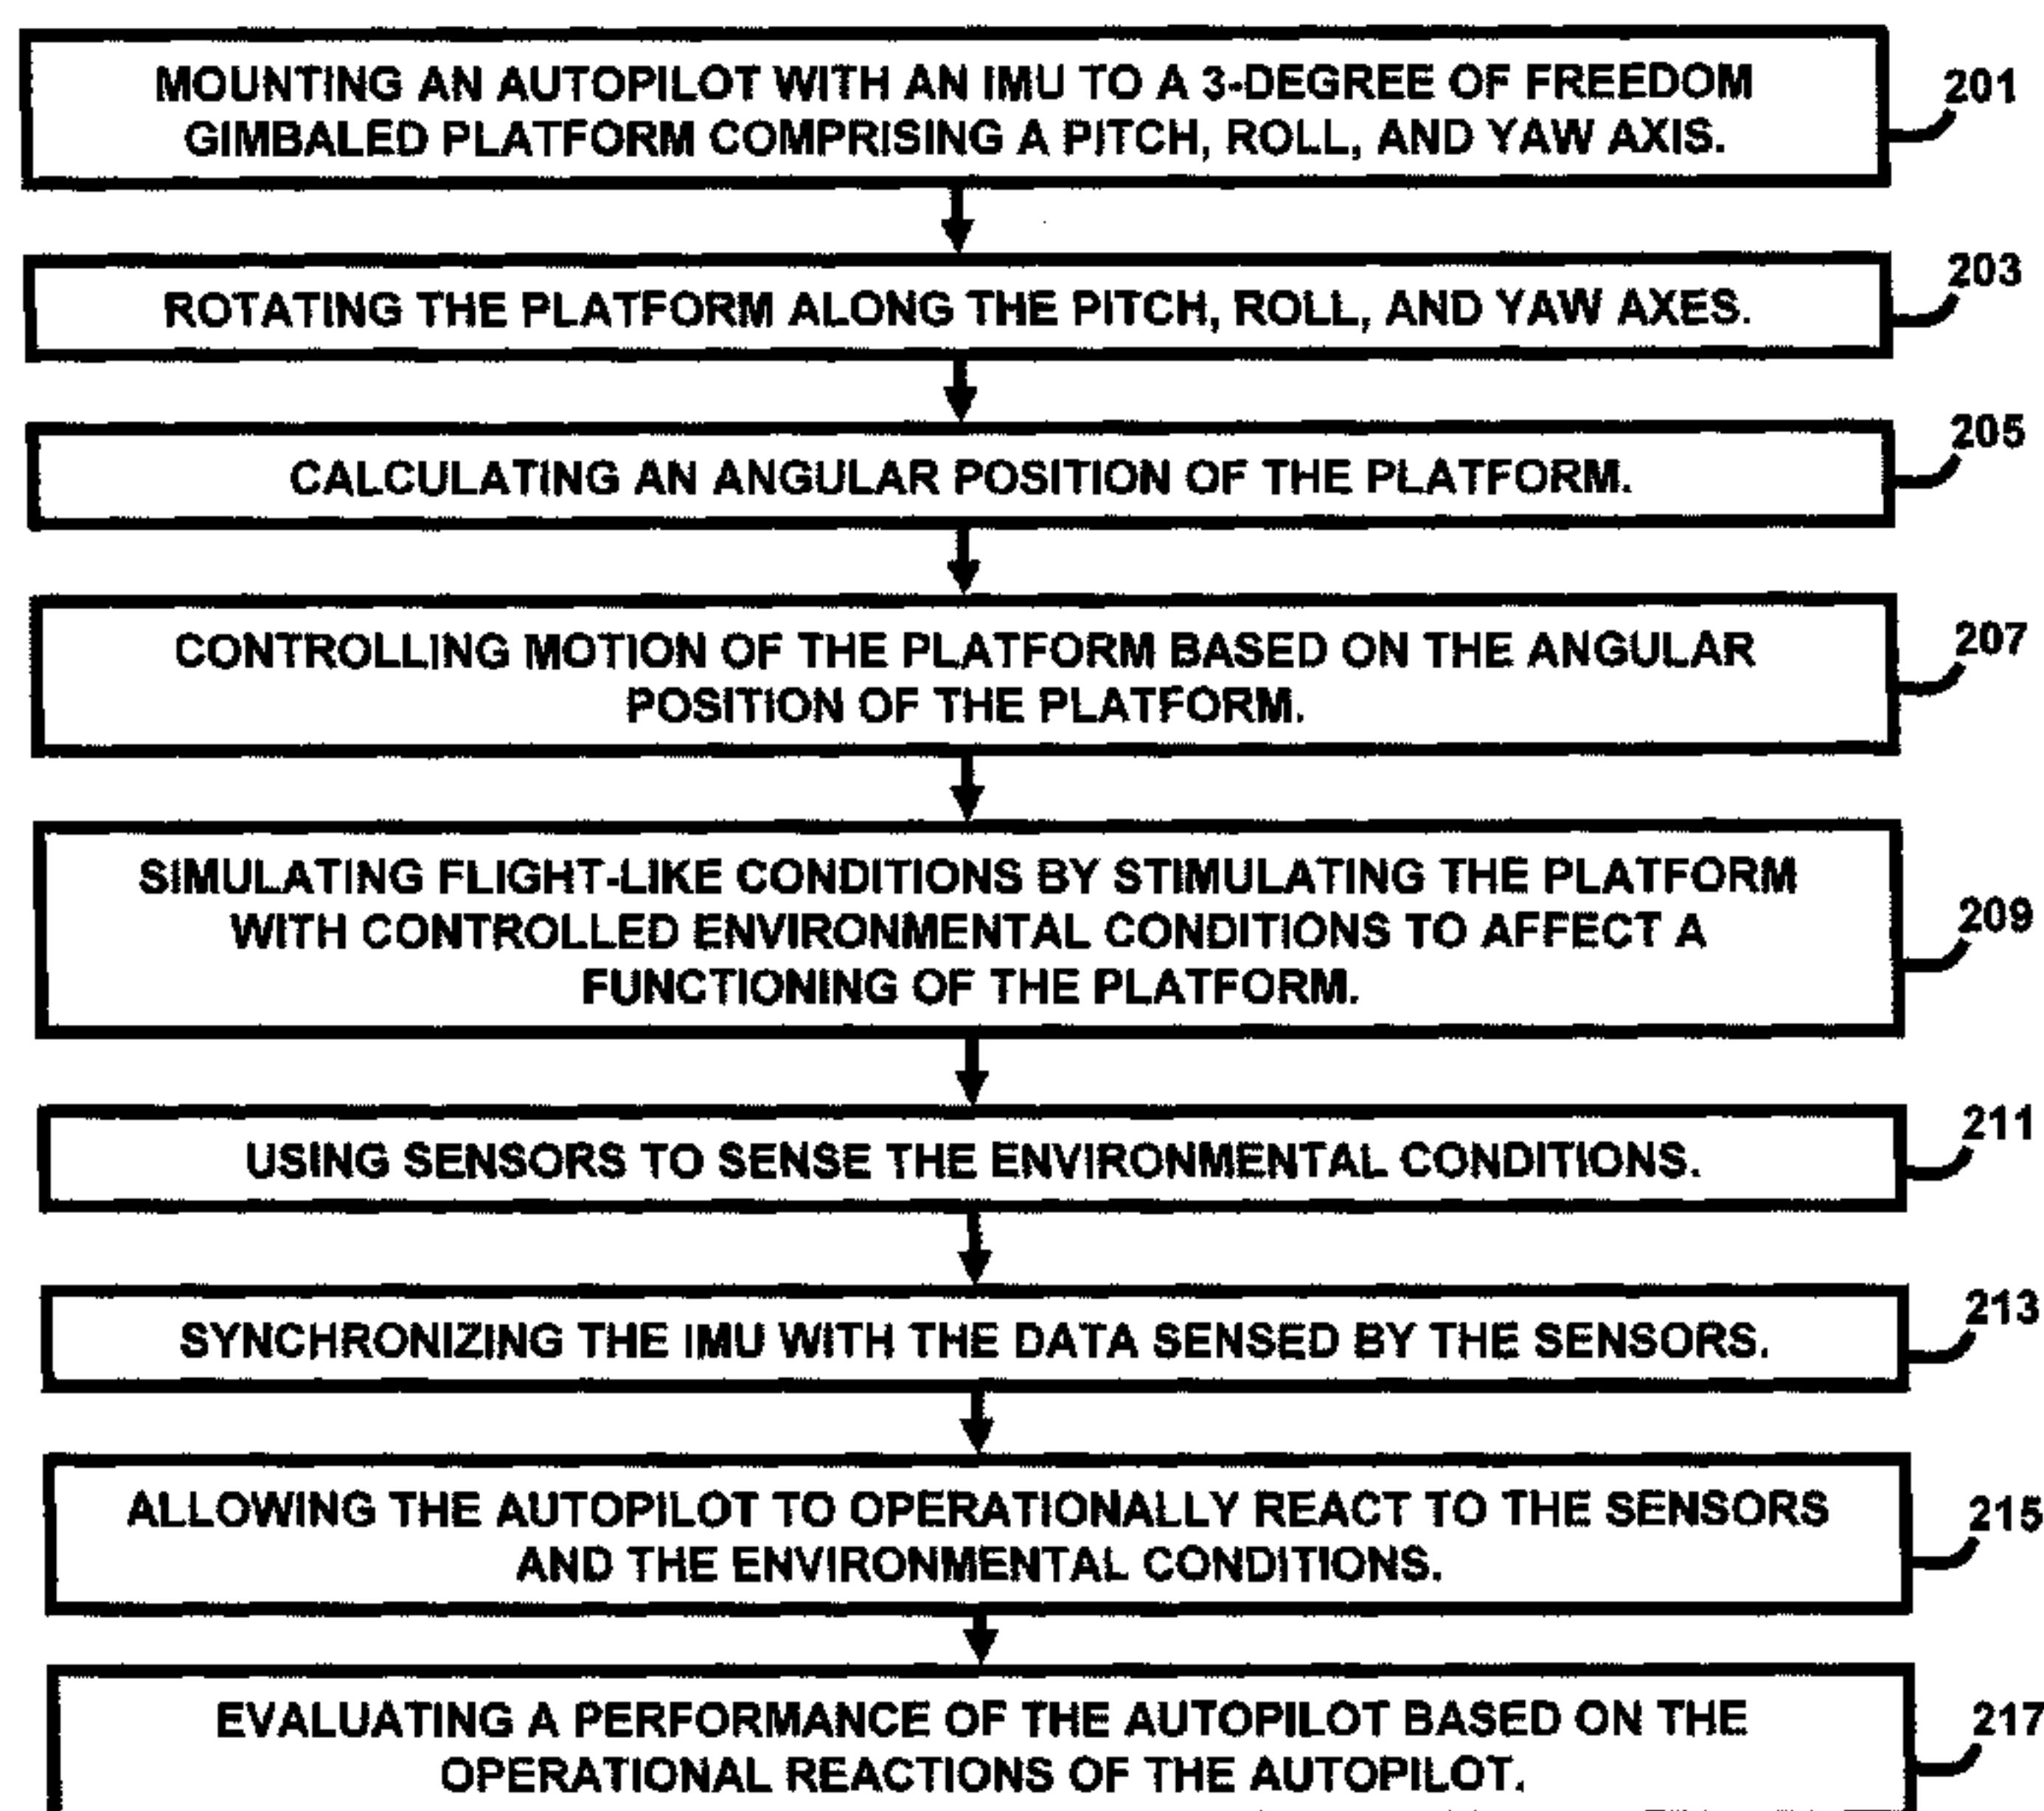 MOUNTING AN AUTOPILOT WITH AN IMU TO A 3-DEGREE OF FREEDOM
GIMBALED PLATFORM COMPRISING A PITCH, ROLL, AND YAW AXIS.
201
ROTATING THE PLATFORM ALONG THE PITCH, ROLL, AND YAW AXES.
203
CALCULATING AN ANGULAR POSITION OF THE PLATFORM.
205
CONTROLLING MOTION OF THE PLATFORM BASED ON THE ANGULAR
POSITION OF THE PLATFORM.
207
SIMULATING FLIGHT-LIKE CONDITIONS BY STIMULATING THE PLATFORM
WITH CONTROLLED ENVIRONMENTAL CONDITIONS TO AFFECT A
FUNCTIONING OF THE PLATFORM.
209
USING SENSORS TO SENSE THE ENVIRONMENTAL CONDITIONS.
211
SYNCHRONIZING THE IMU WITH THE DATA SENSED BY THE SENSORS.
213
ALLOWING THE AUTOPILOT TO OPERATIONALLY REACT TO THE SENSORS
AND THE ENVIRONMENTAL CONDITIONS.
215
EVALUATING A PERFORMANCE OF THE AUTOPILOT BASED ON THE
OPERATIONAL REACTIONS OF THE AUTOPILOT.
217